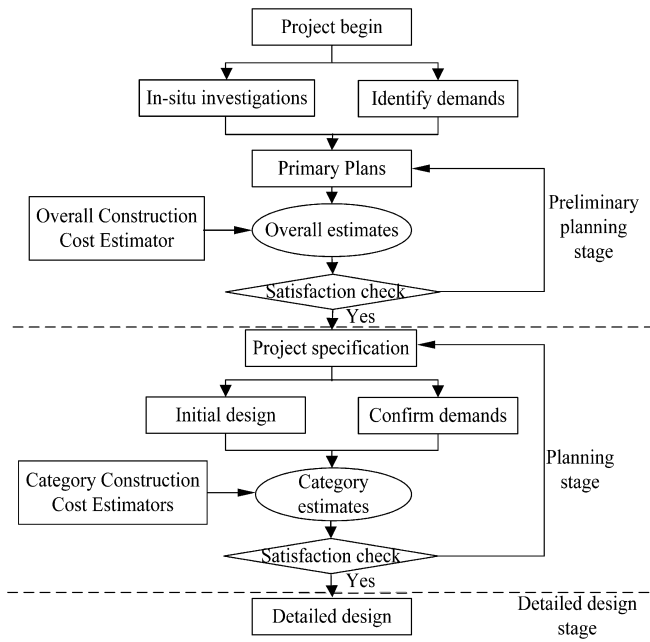 Project begin
In-situ investigations
Identify demands
Primary Plans
Overall Construction
Cost Estimator
Overall estimates
Preliminary
planning
stage
Satisfaction check
Yes
Project specification
Initial design
Confirm demands
Category Construction
Cost Estimators
Category
estimates
Planning
stage
Satisfaction check
Yes
Detailed design
Detailed design
stage